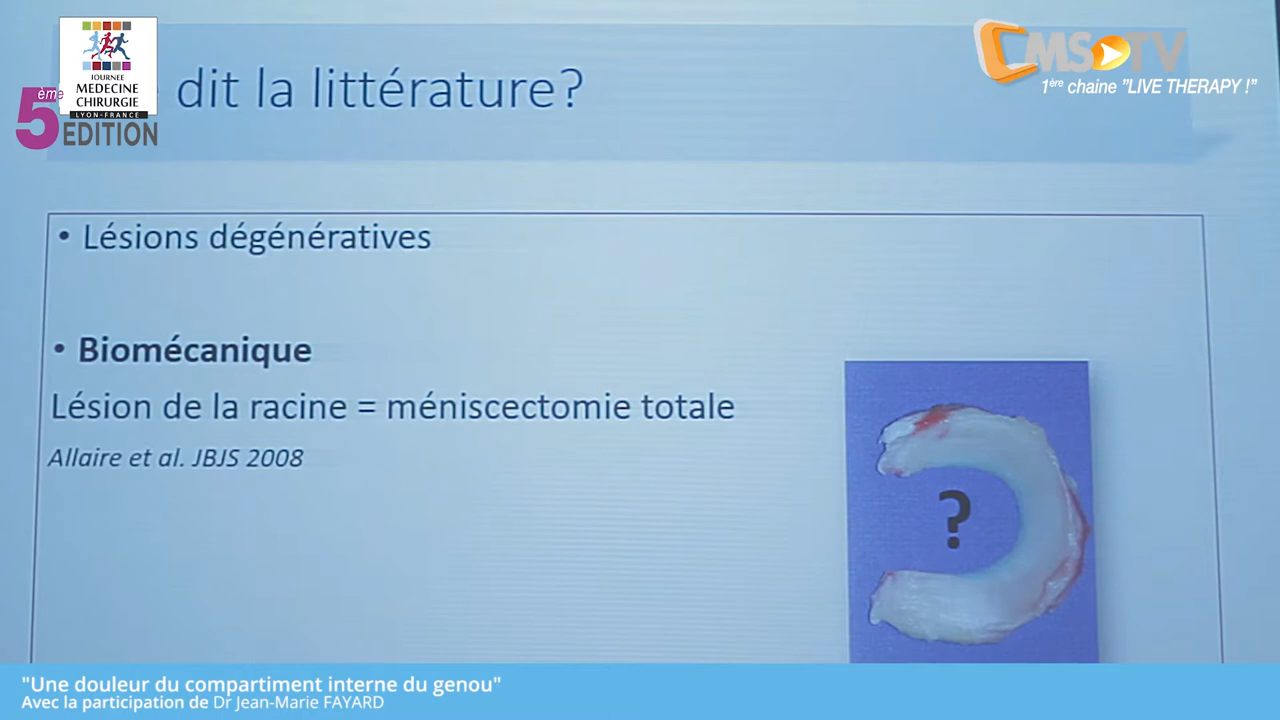 JOURNEE
MEDECINE
CHIRURGIE
LYON-FRANCE
5ème
EDITION
dit la littérature?
CMS TV
1ère chaine "LIVE THERAPY !"
• Lésions dégénératives
• Biomécanique
Lésion de la racine = méniscectomie totale
Allaire et al. JBJS 2008
?
"Une douleur du compartiment interne du genou"
Avec la participation de Dr Jean-Marie FAYARD